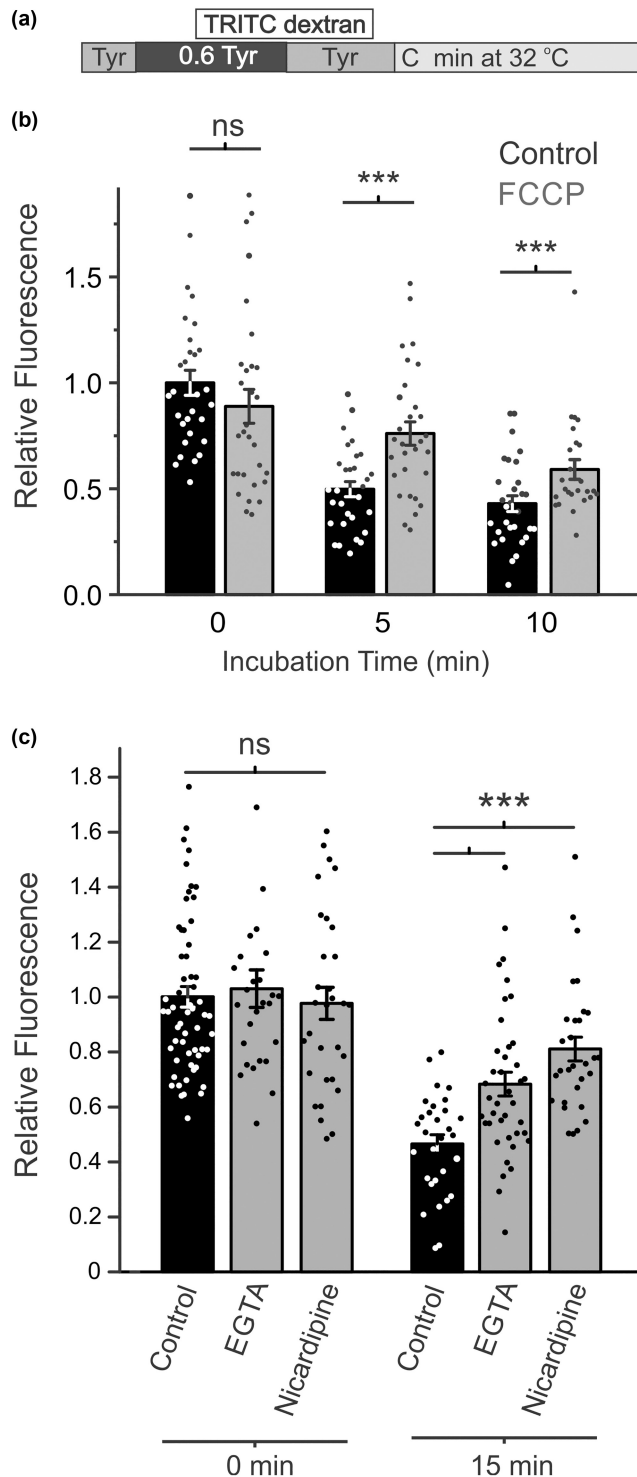 (a)
TRITC dextran
Tyr 0.6 Tyr Tyr C min at 32 °C
(b)
ns
***
Control
FCCP
***
Relative Fluorescence
1.5
1.0
0.5
0.0
0 5 10
Incubation Time (min)
(c)
ns
***
Relative Fluorescence
1.8
1.6
1.4
1.2
1.0
0.8
0.6
0.4
0.2
0
Control EGTA Nicardipine Control EGTA Nicardipine
0 min 15 min